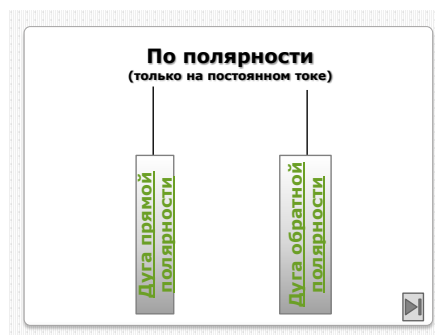 По полярности
(только на постоянном токе)
Дуга прямой
полярности
Дуга обратной
полярности